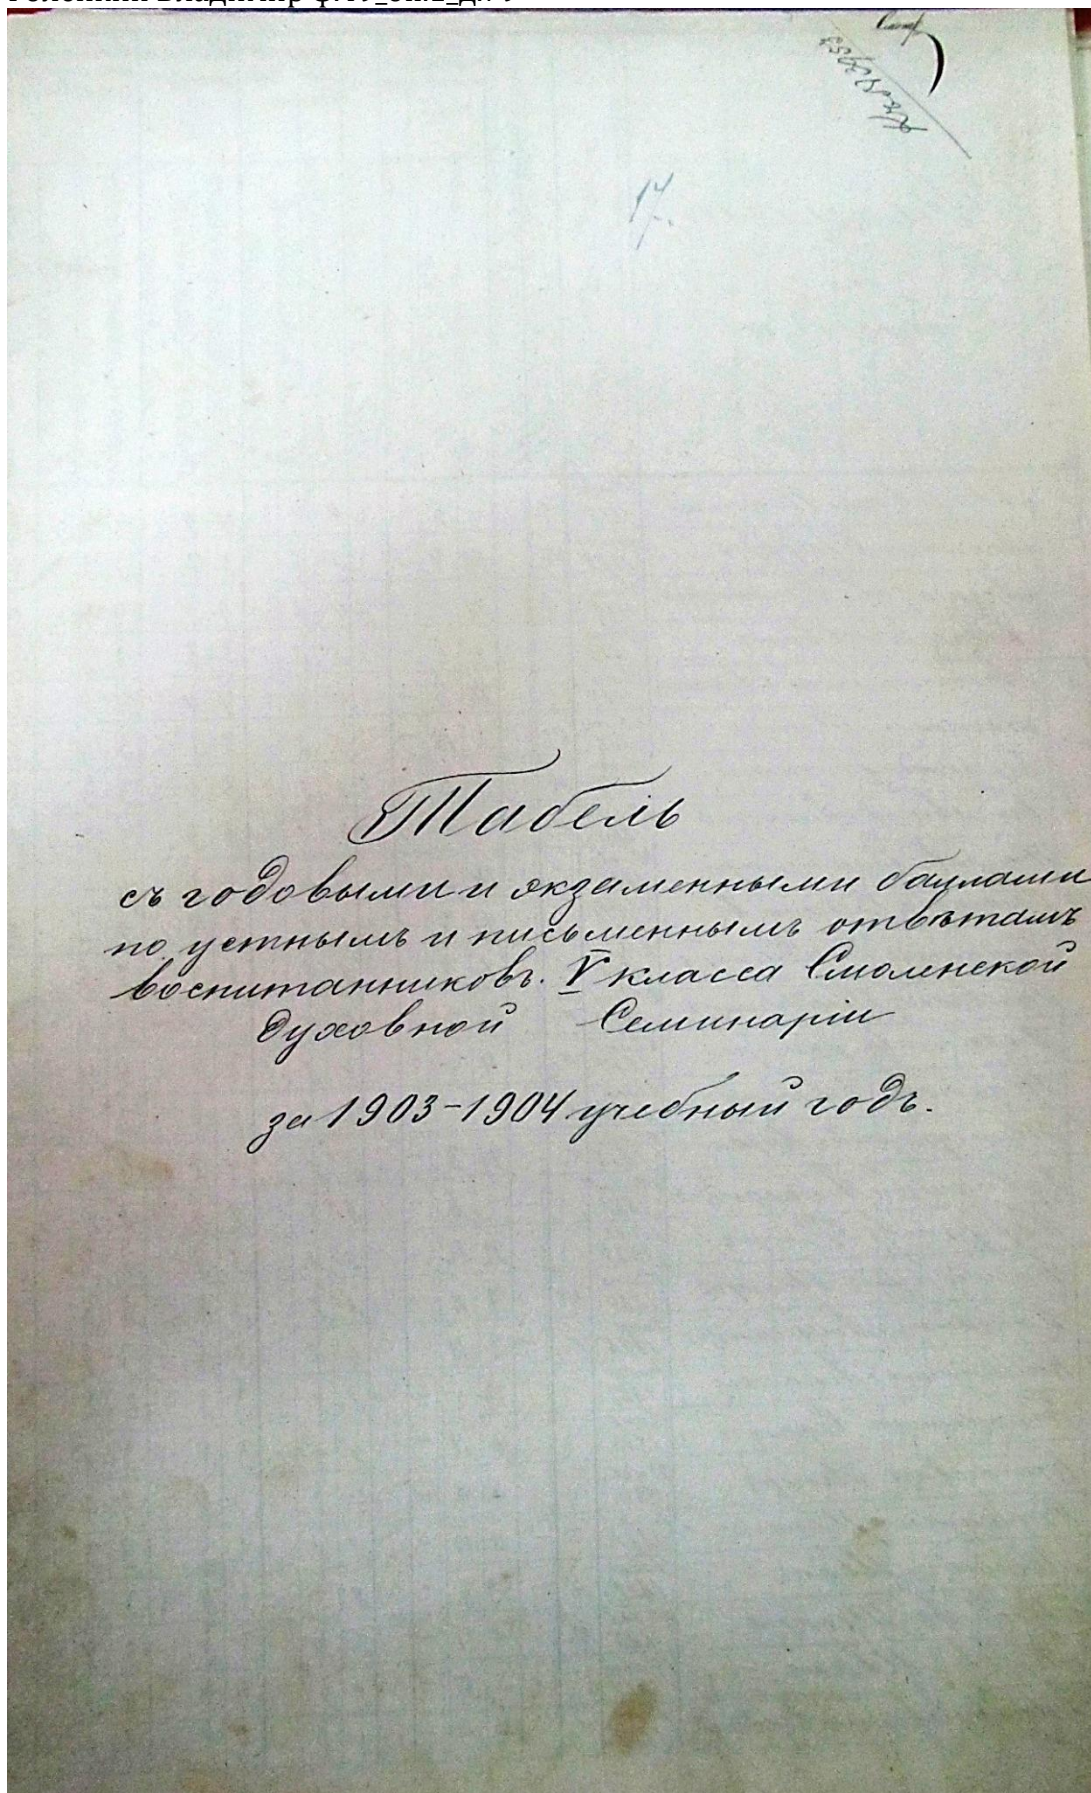 17.
Табель
съ годовыми и экзаменными баллами
по устнымъ и письменнымъ отвѣтамъ
воспитанниковъ. V класса Смоленской
духовной Семинаріи
за 1903-1904 учебный годъ.